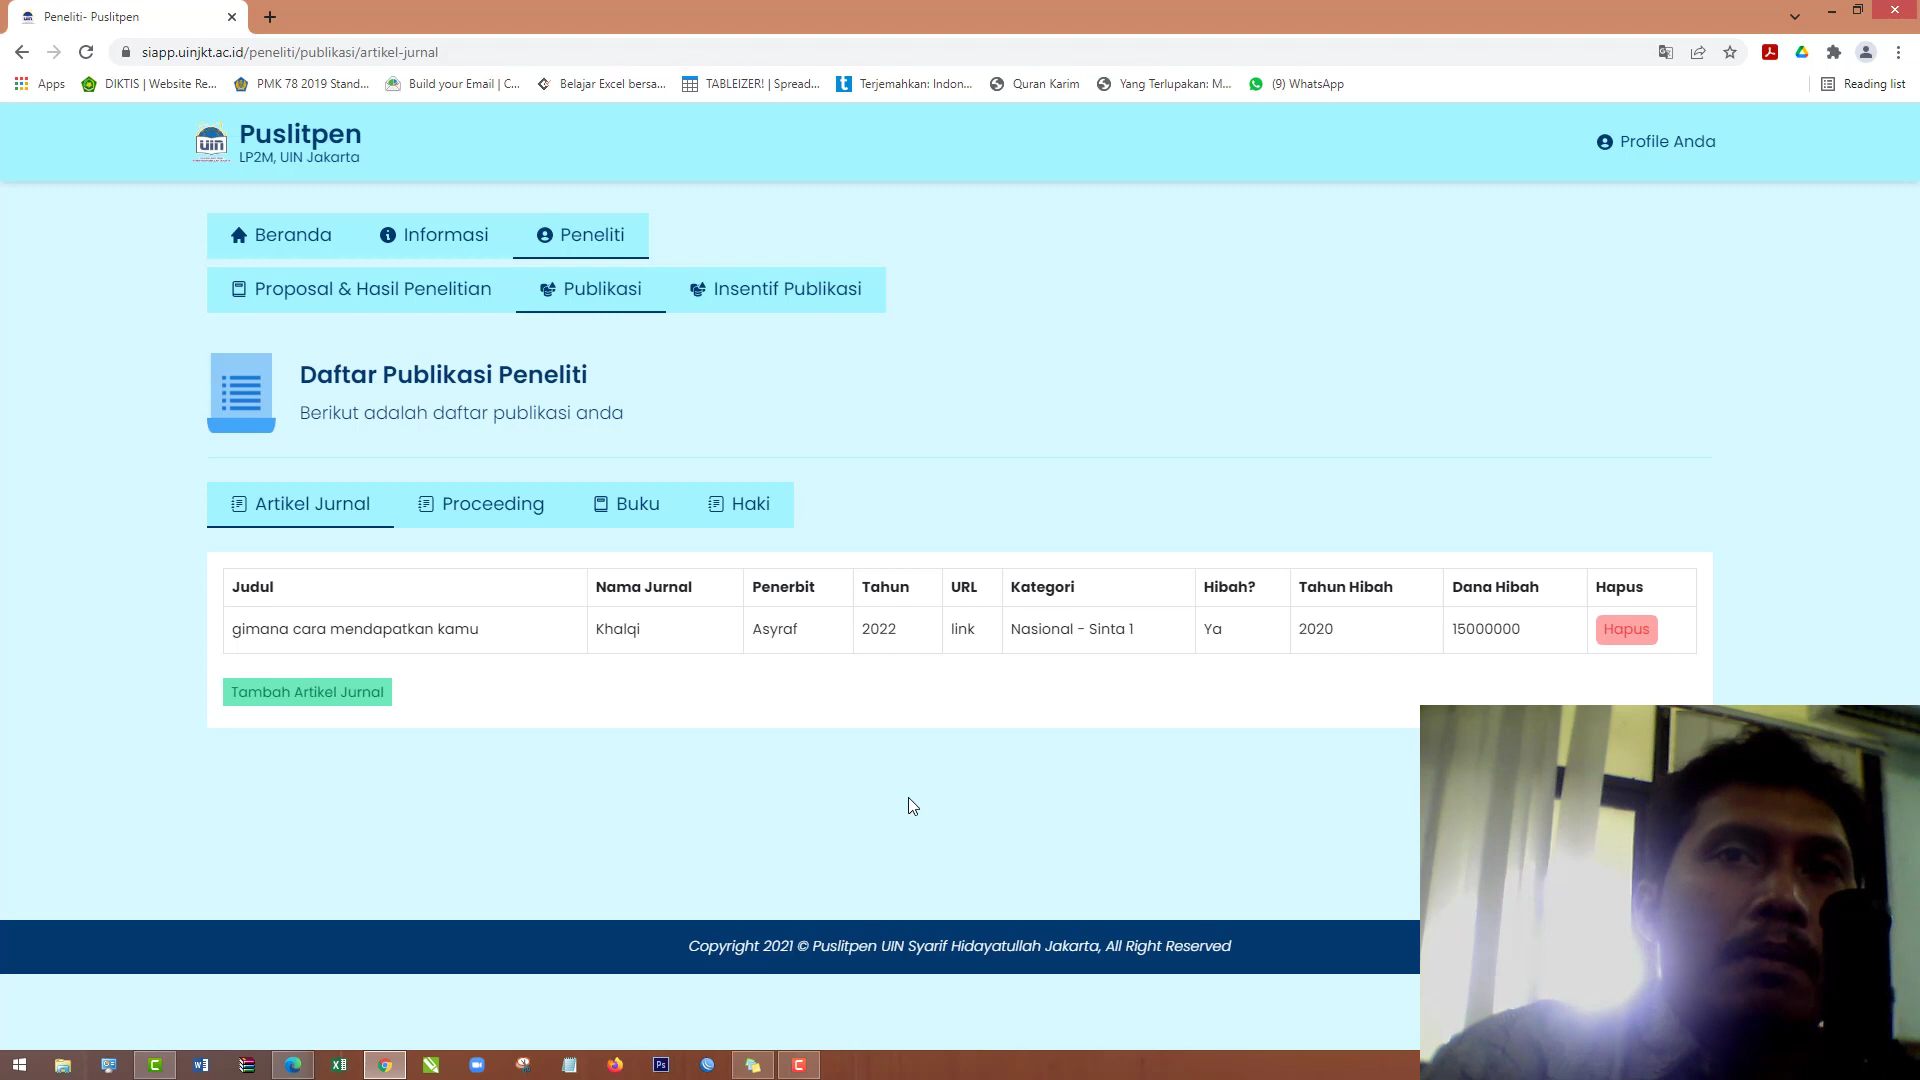 Peneliti- Puslitpen
siapp.uinjkt.ac.id/peneliti/publikasi/artikel-jurnal
Apps DIKTIS | Website Re... PMK 78 2019 Stand... Build your Email | C... Belajar Excel bersa... TABLEIZER! | Spread... Terjemahkan: Indon... Quran Karim Yang Terlupakan: M... (9) WhatsApp Reading list
uin Puslitpen
LP2M, UIN Jakarta
Profile Anda
Beranda Informasi Peneliti
Proposal & Hasil Penelitian Publikasi Insentif Publikasi
Daftar Publikasi Peneliti
Berikut adalah daftar publikasi anda
Artikel Jurnal Proceeding Buku Haki
Judul Nama Jurnal Penerbit Tahun URL Kategori Hibah? Tahun Hibah Dana Hibah Hapus
gimana cara mendapatkan kamu Khalqi Asyraf 2022 link Nasional - Sinta 1 Ya 2020 15000000 Hapus
Tambah Artikel Jurnal
Copyright 2021 © Puslitpen UIN Syarif Hidayatullah Jakarta, All Right Reserved